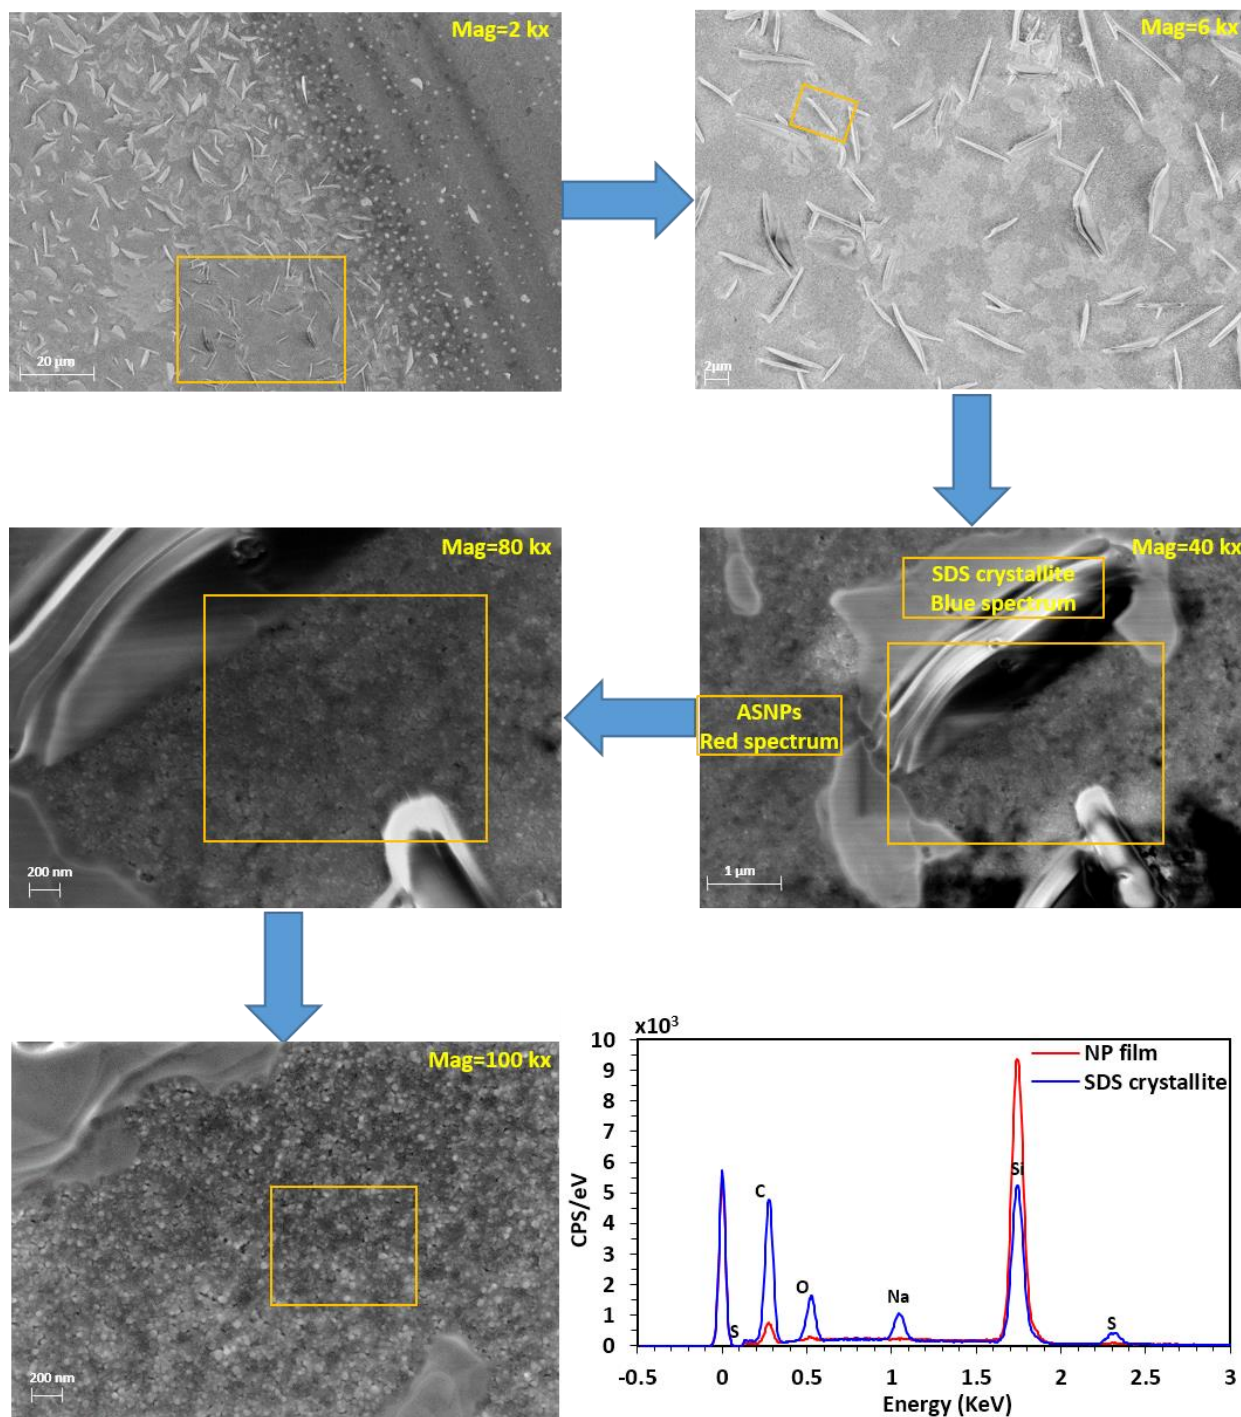 Mag=2 kx
20 µm
Mag=6 kx
2µm
Mag=80 kx
200 nm
Mag=40 kx
SDS crystallite
Blue spectrum
ASNPs
Red spectrum
1 µm
Mag=100 kx
200 nm
x10³
10
9
8
7
6
5
4
3
2
1
0
CPS/eV
NP film
SDS crystallite
S
C
O
Na
Si
S
-0.5
0
0.5
1
1.5
2
2.5
3
Energy (KeV)